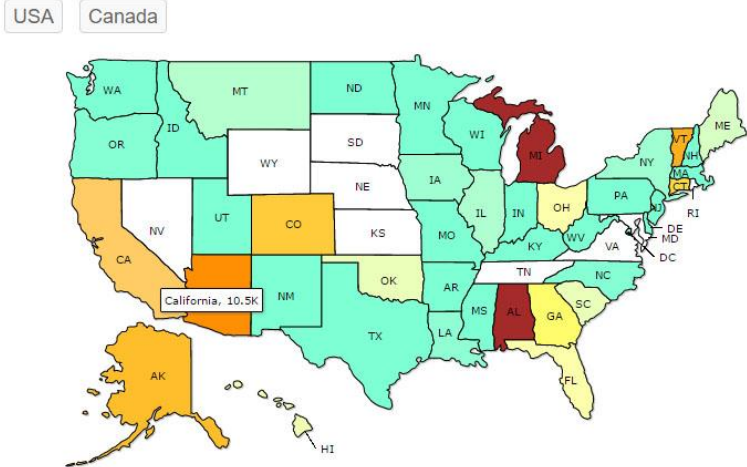 USA Canada
WA
MT
ND
MN
ME
VT
OR
ID
SD
WI
NH
NY
MI
MA
WY
CT
IA
NE
PA
RI
OH
NJ
IL
IN
UT
CO
NV
KS
MO
WV
DE
MD
KY
VA
DC
CA
TN
NC
OK
AR
NM
SC
California, 10.5K
MS
AL
GA
TX
LA
AK
FL
HI